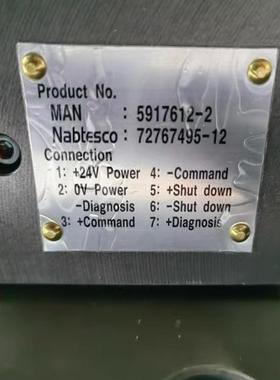 Product No.
MAN : 5917612-2
Nabtesco: 72767495-12
Connection
1: +24V Power 4: -Command
2: 0V Power 5: +Shut down
-Diagnosis 6: -Shut down
3: +Command 7: +Diagnosis